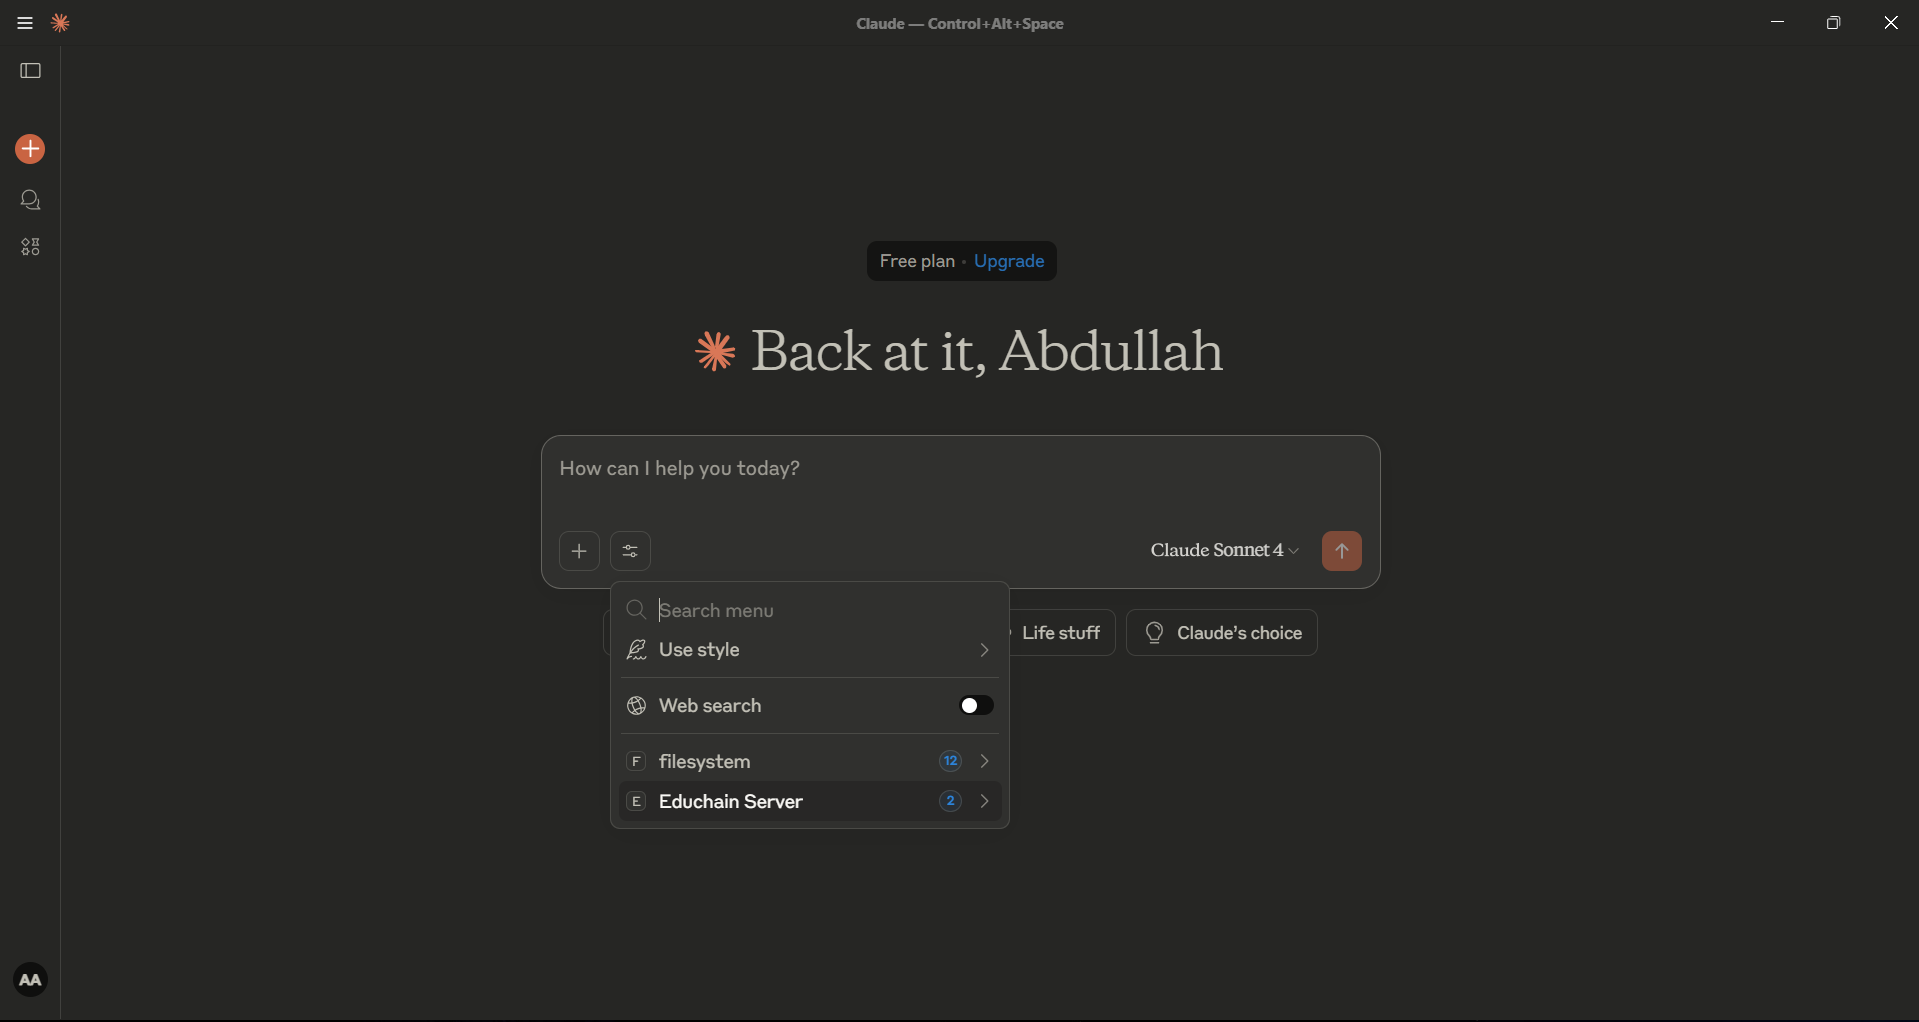 Claude — Control+Alt+Space
Free plan · Upgrade
Back at it, Abdullah
How can I help you today?
Claude Sonnet 4
Search menu
Use style
Life stuff
Claude's choice
Web search
F filesystem 12
E Educhain Server 2
AA